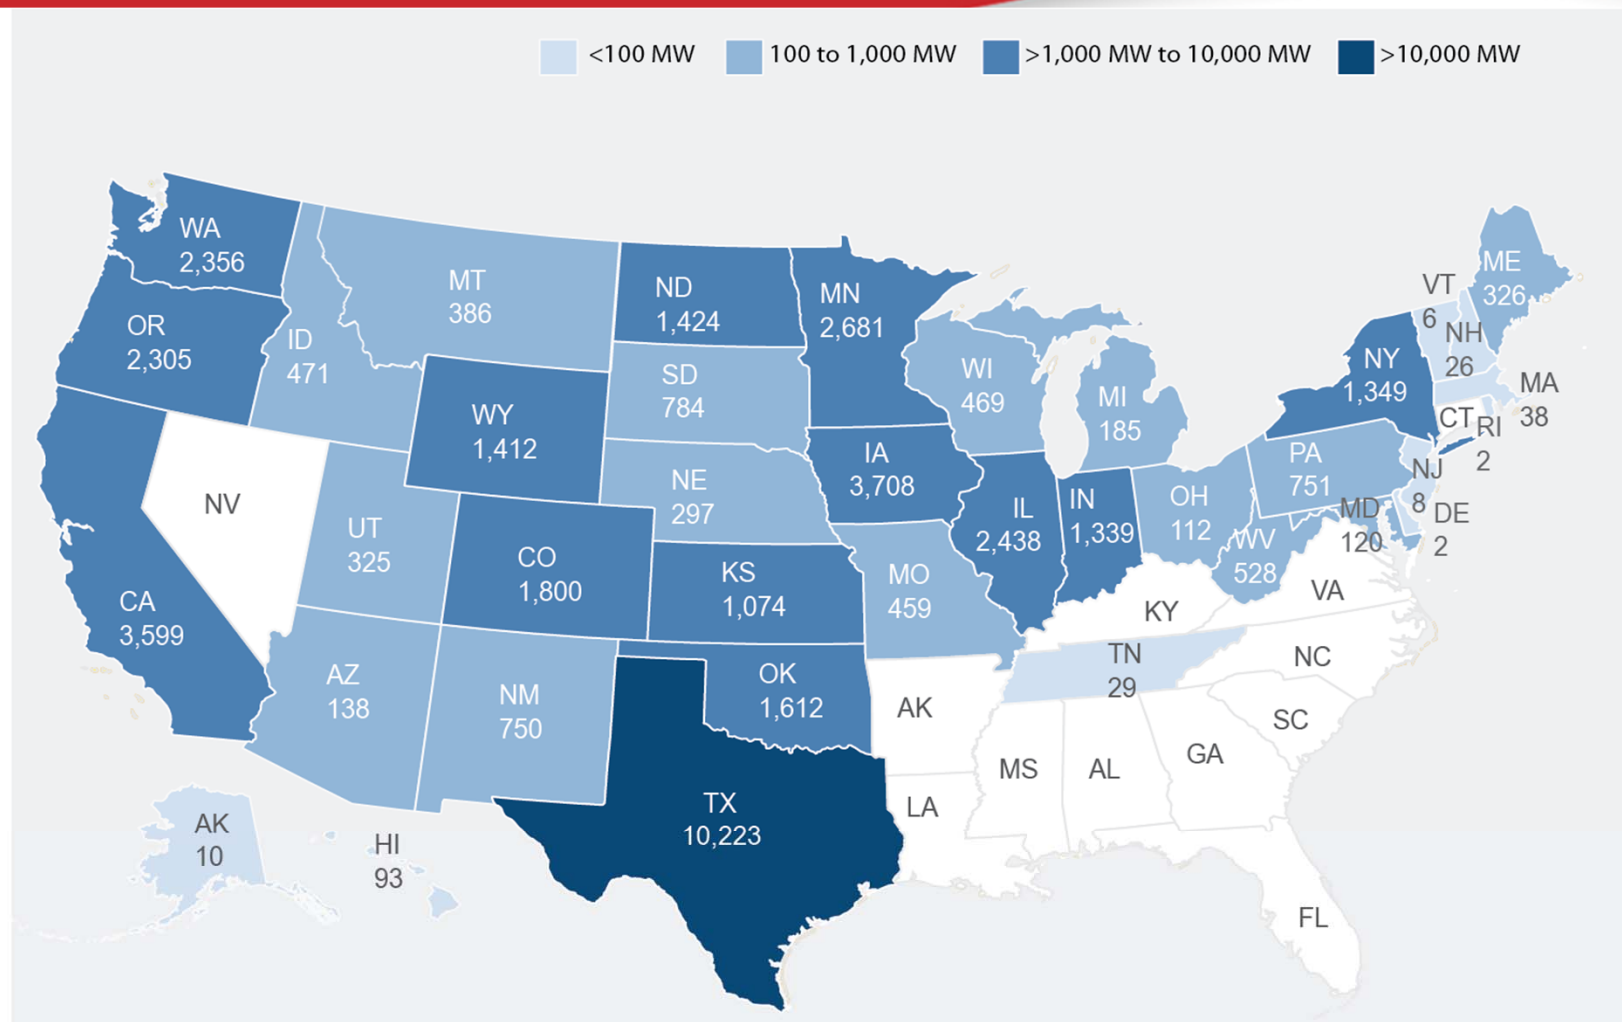 <100 MW
100 to 1,000 MW
>1,000 MW to 10,000 MW
>10,000 MW
WA
2,356
OR
2,305
CA
3,599
NV
ID
471
MT
386
WY
1,412
UT
325
CO
1,800
AZ
138
NM
750
ND
1,424
SD
784
NE
297
KS
1,074
OK
1,612
TX
10,223
MN
2,681
IA
3,708
MO
459
AK
LA
WI
469
IL
2,438
MI
185
IN
1,339
OH
112
KY
TN
29
MS
AL
GA
FL
SC
NC
VA
WV
528
PA
751
NY
1,349
VT
6
NH
26
ME
326
MA
38
CT
RI
2
NJ
8
DE
2
MD
120
AK
10
HI
93